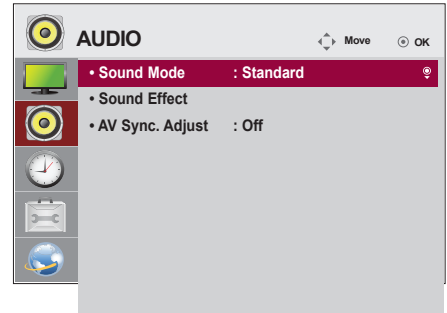 AUDIO Move OK
• Sound Mode : Standard
• Sound Effect
• AV Sync. Adjust : Off